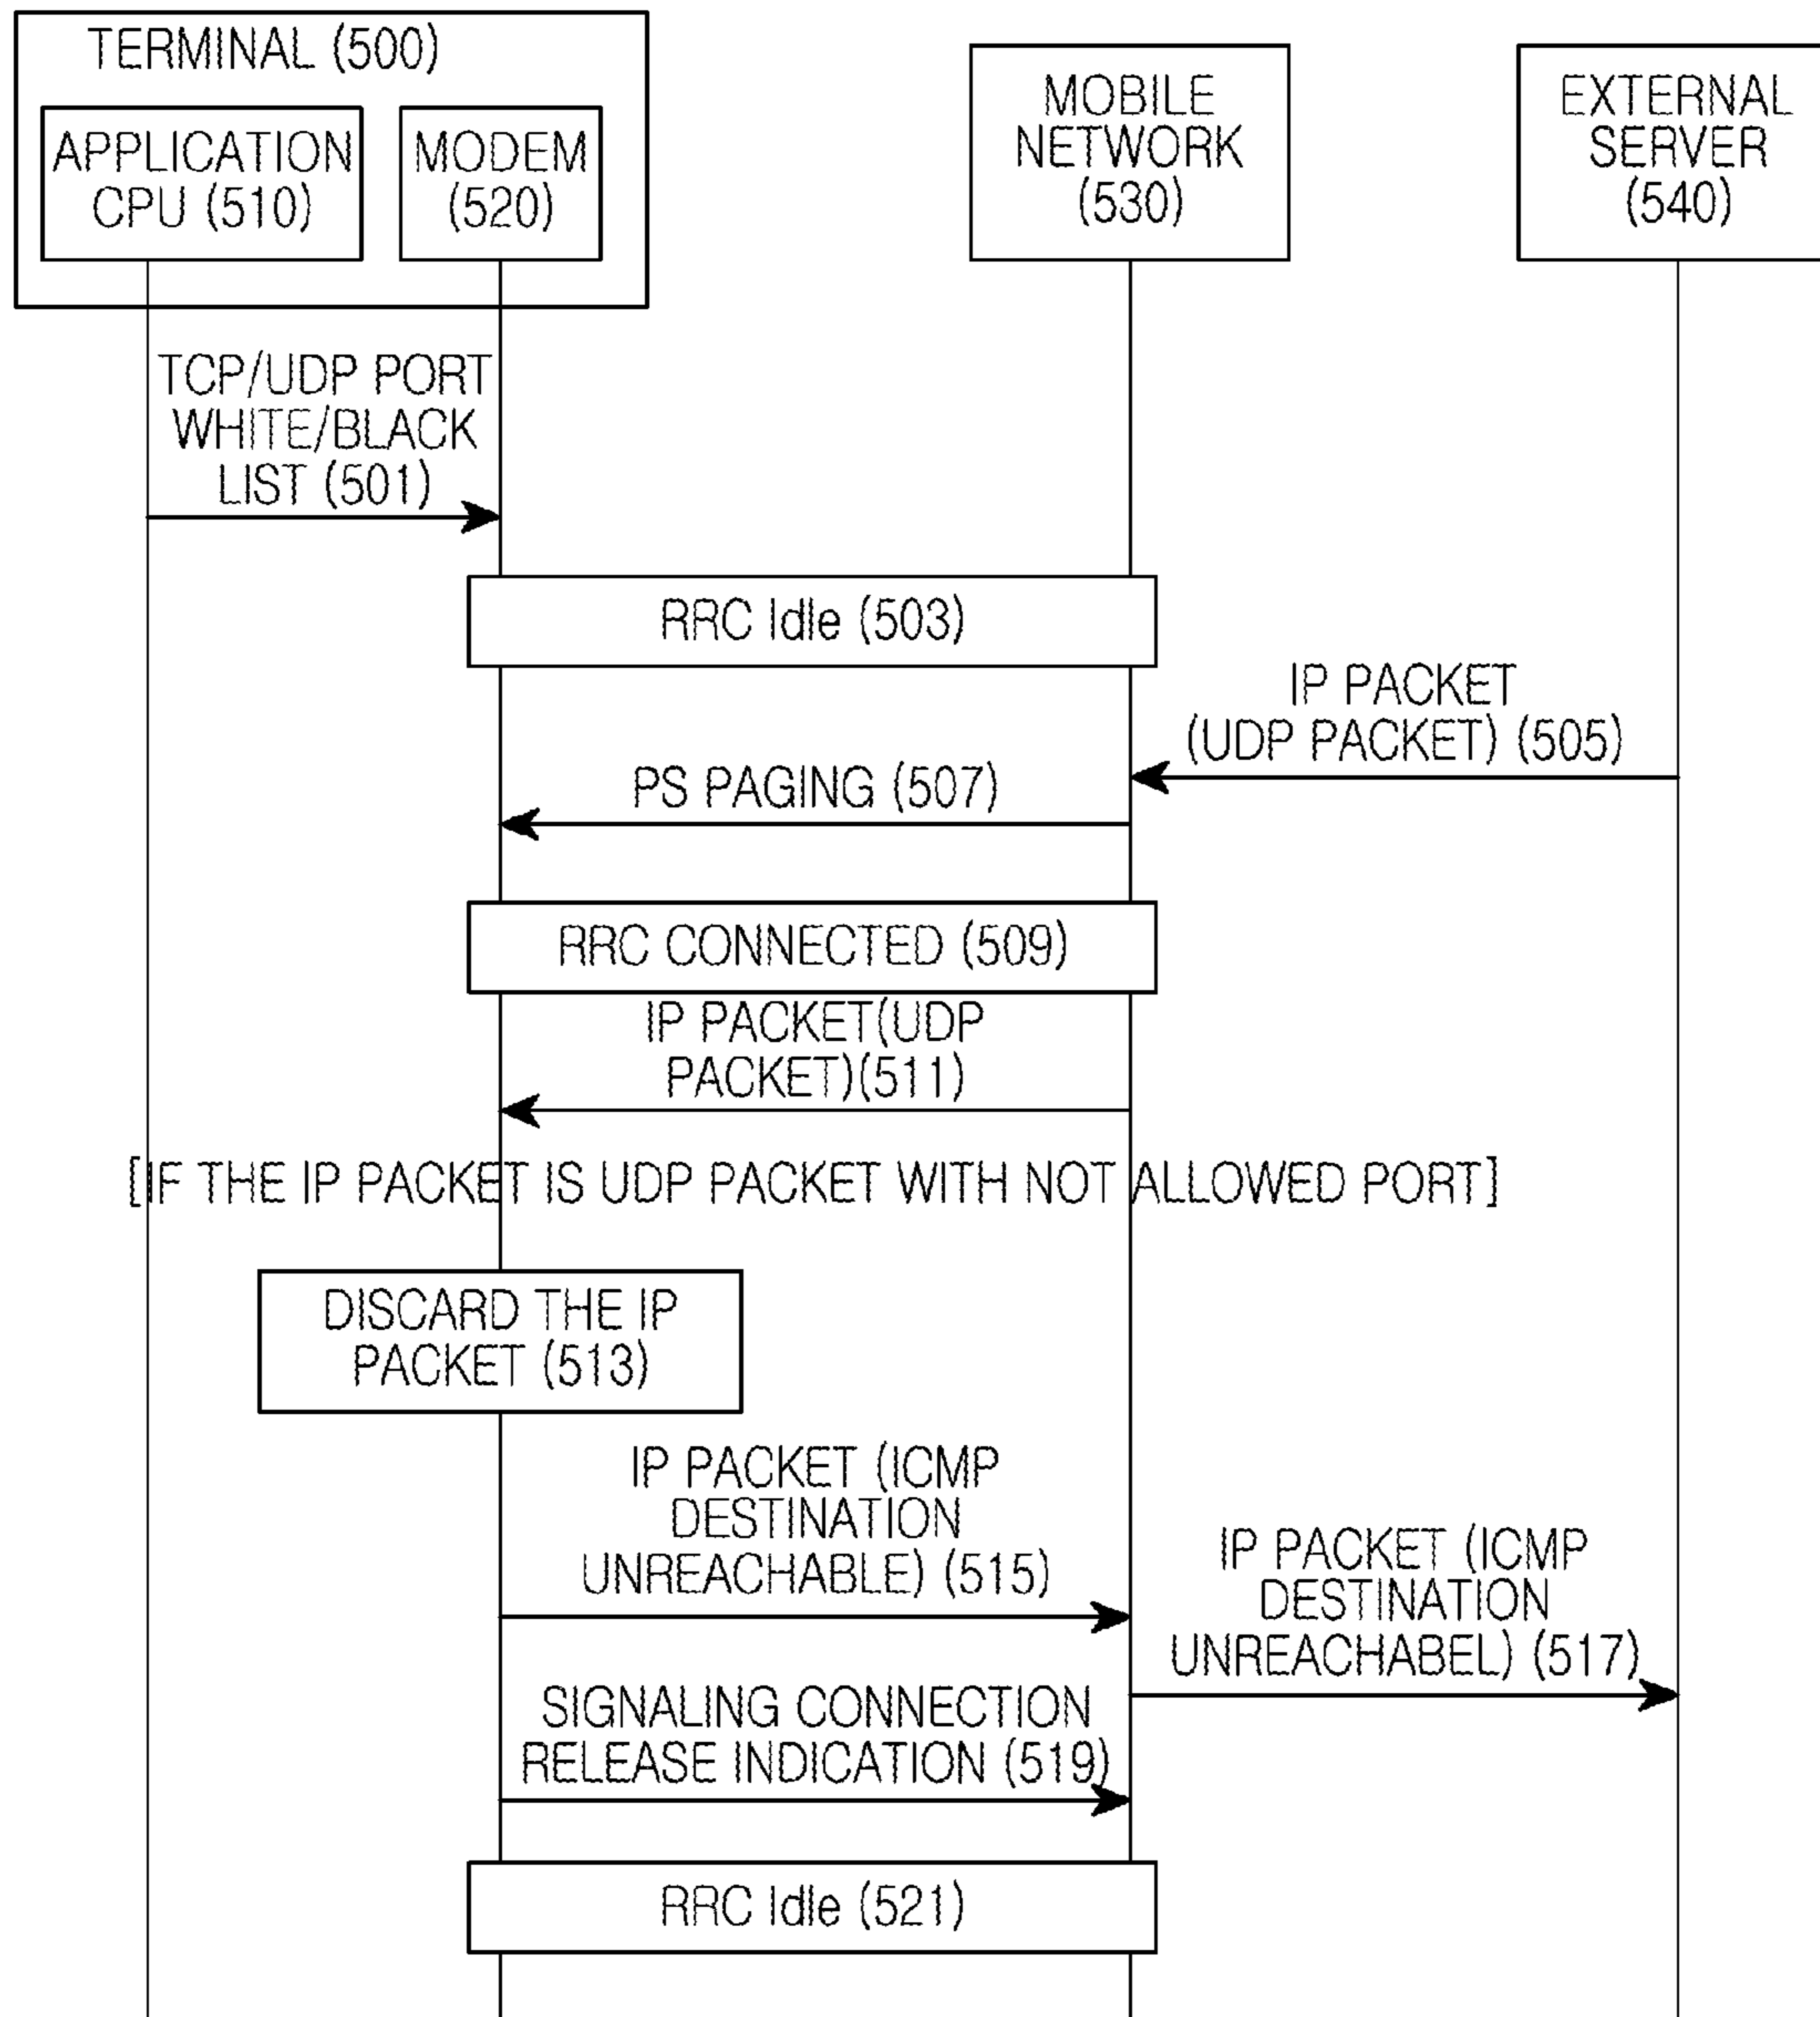 TERMINAL (500)
APPLICATION
CPU (510)
MODEM
(520)
MOBILE
NETWORK
(530)
EXTERNAL
SERVER
(540)
TCP/UDP PORT
WHITE/BLACK
LIST (501)
RRC Idle (503)
IP PACKET
(UDP PACKET) (505)
PS PAGING (507)
RRC CONNECTED (509)
IP PACKET(UDP
PACKET)(511)
[IF THE IP PACKET IS UDP PACKET WITH NOT ALLOWED PORT]
DISCARD THE IP
PACKET (513)
IP PACKET (ICMP
DESTINATION
UNREACHABLE) (515)
IP PACKET (ICMP
DESTINATION
UNREACHABEL) (517)
SIGNALING CONNECTION
RELEASE INDICATION (519)
RRC Idle (521)